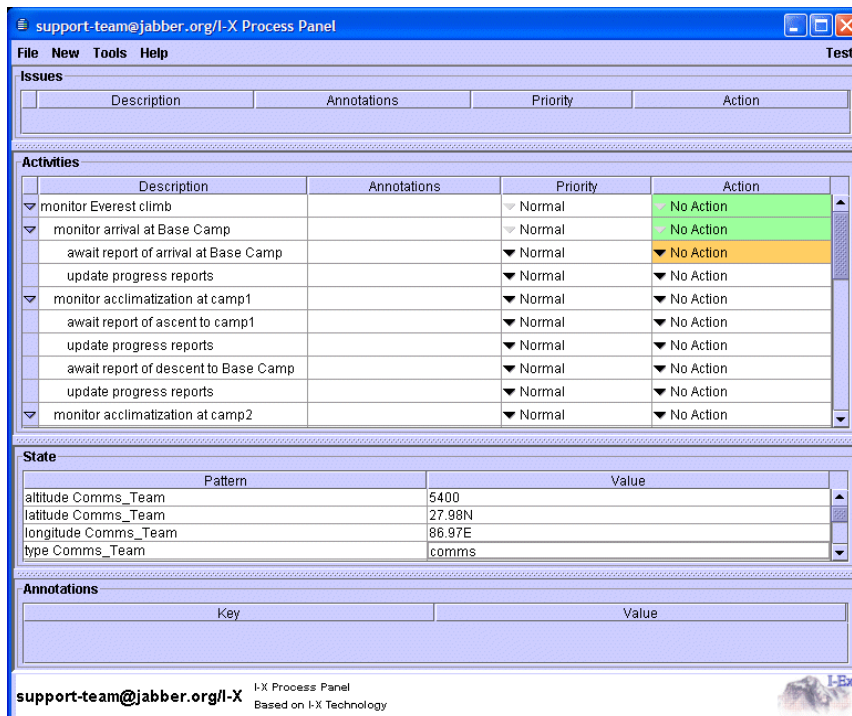 support-team@jabber.org/I-X Process Panel
File New Tools Help Test
Issues
Description Annotations Priority Action
Activities
Description Annotations Priority Action
monitor Everest climb Normal No Action
monitor arrival at Base Camp Normal No Action
await report of arrival at Base Camp Normal No Action
update progress reports Normal No Action
monitor acclimatization at camp1 Normal No Action
await report of ascent to camp1 Normal No Action
update progress reports Normal No Action
await report of descent to Base Camp Normal No Action
update progress reports Normal No Action
monitor acclimatization at camp2 Normal No Action
State
Pattern Value
altitude Comms_Team 5400
latitude Comms_Team 27.98N
longitude Comms_Team 86.97E
type Comms_Team comms
Annotations
Key Value
support-team@jabber.org/I-X
I-X Process Panel
Based on I-X Technology
I-Ex